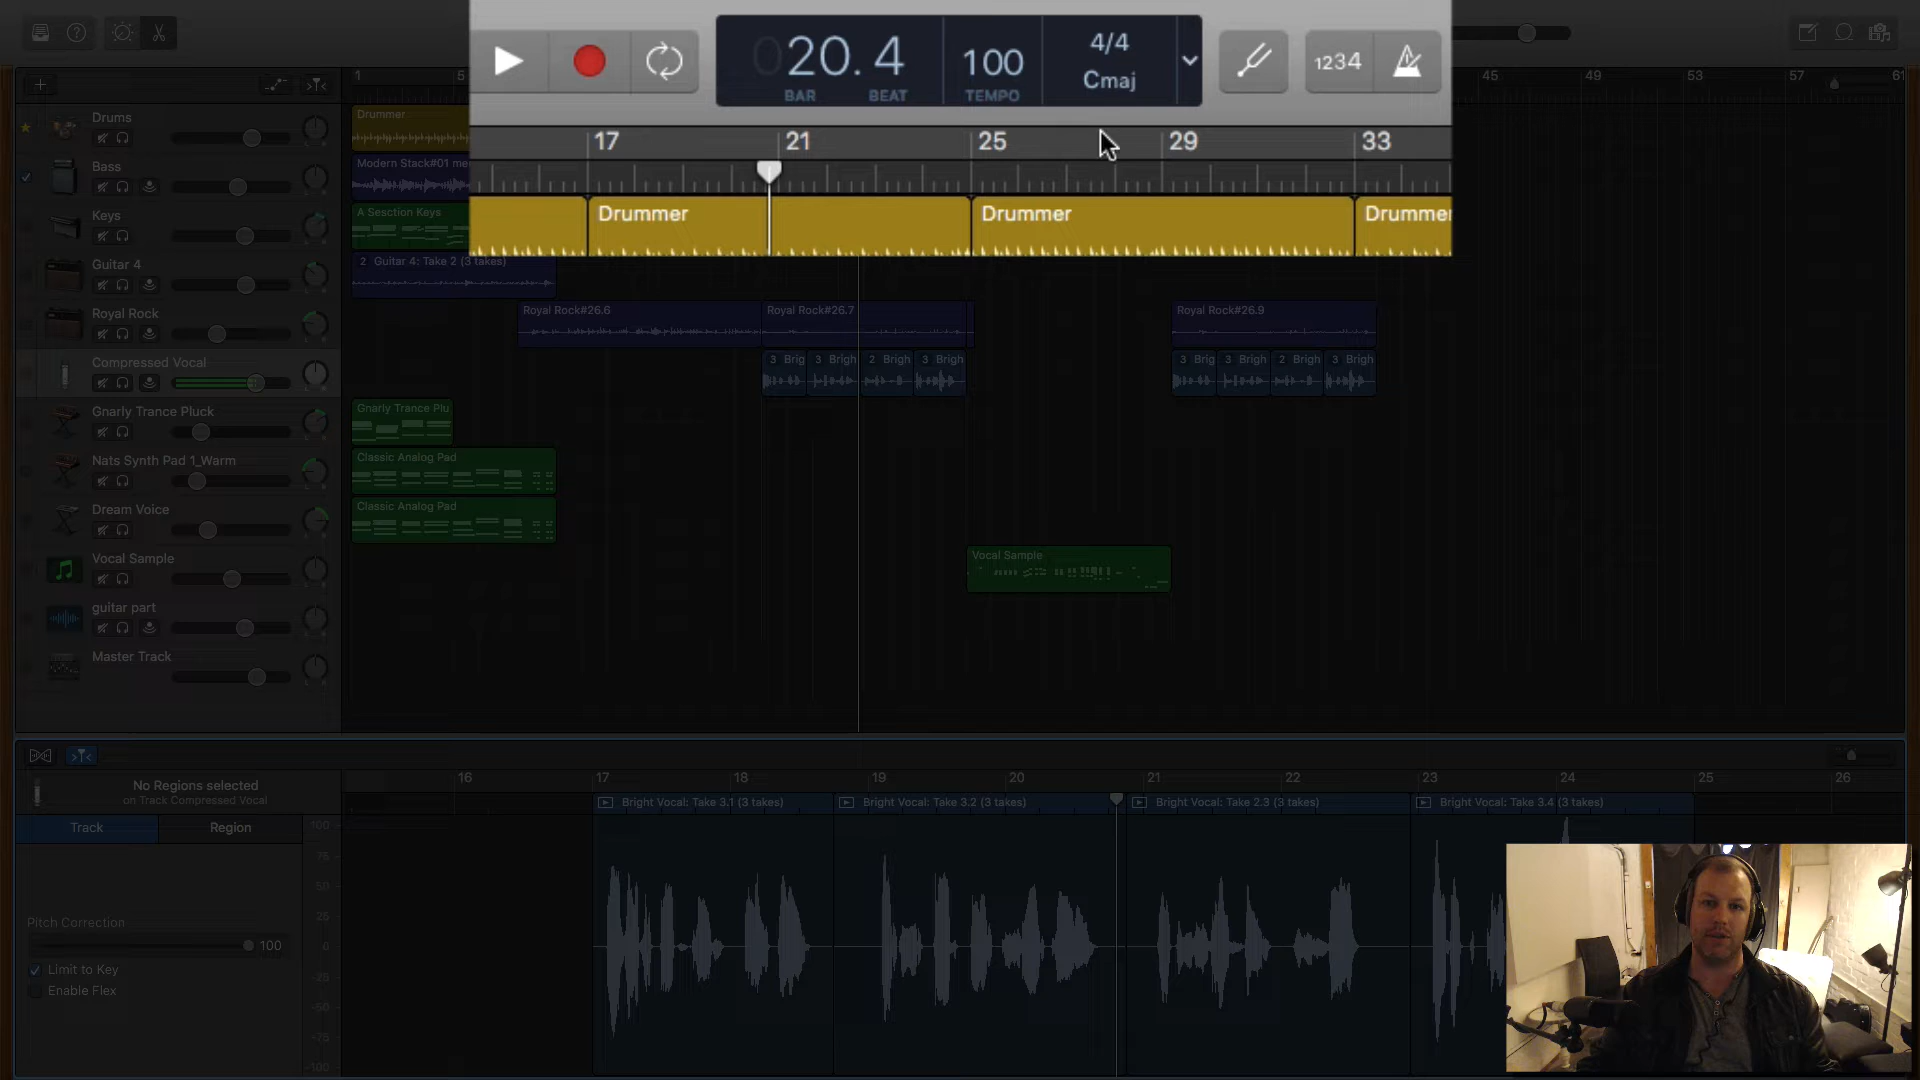 020.4
BAR
BEAT
100
TEMPO
4/4
Cmaj
1234
17
21
25
29
33
Drummer
Drummer
Drummer
1
5
45
49
53
57
61
Drums
Drummer
Bass
Modern Stack#01 me
Keys
A Sesction Keys
Guitar 4
2 Guitar 4: Take 2 (3 takes)
Royal Rock
Royal Rock#26.6
Royal Rock#26.7
Royal Rock#26.9
Compressed Vocal
3 Brig
3 Brigh
2 Brigh
3 Brigh
3 Brig
3 Brigh
2 Brigh
3 Brigh
Gnarly Trance Pluck
Gnarly Trance Plu
Nats Synth Pad 1_Warm
Classic Analog Pad
Dream Voice
Classic Analog Pad
Vocal Sample
Vocal Sample
guitar part
Master Track
No Regions selected
on Track Compressed Vocal
Track
Region
16
17
18
19
20
21
22
23
24
25
26
Bright Vocal: Take 3.1 (3 takes)
Bright Vocal: Take 3.2 (3 takes)
Bright Vocal: Take 2.3 (3 takes)
Bright Vocal: Take 3.4 (3 takes)
100
75
50
25
0
-25
-50
-75
-100
Pitch Correction
100
Limit to Key
Enable Flex